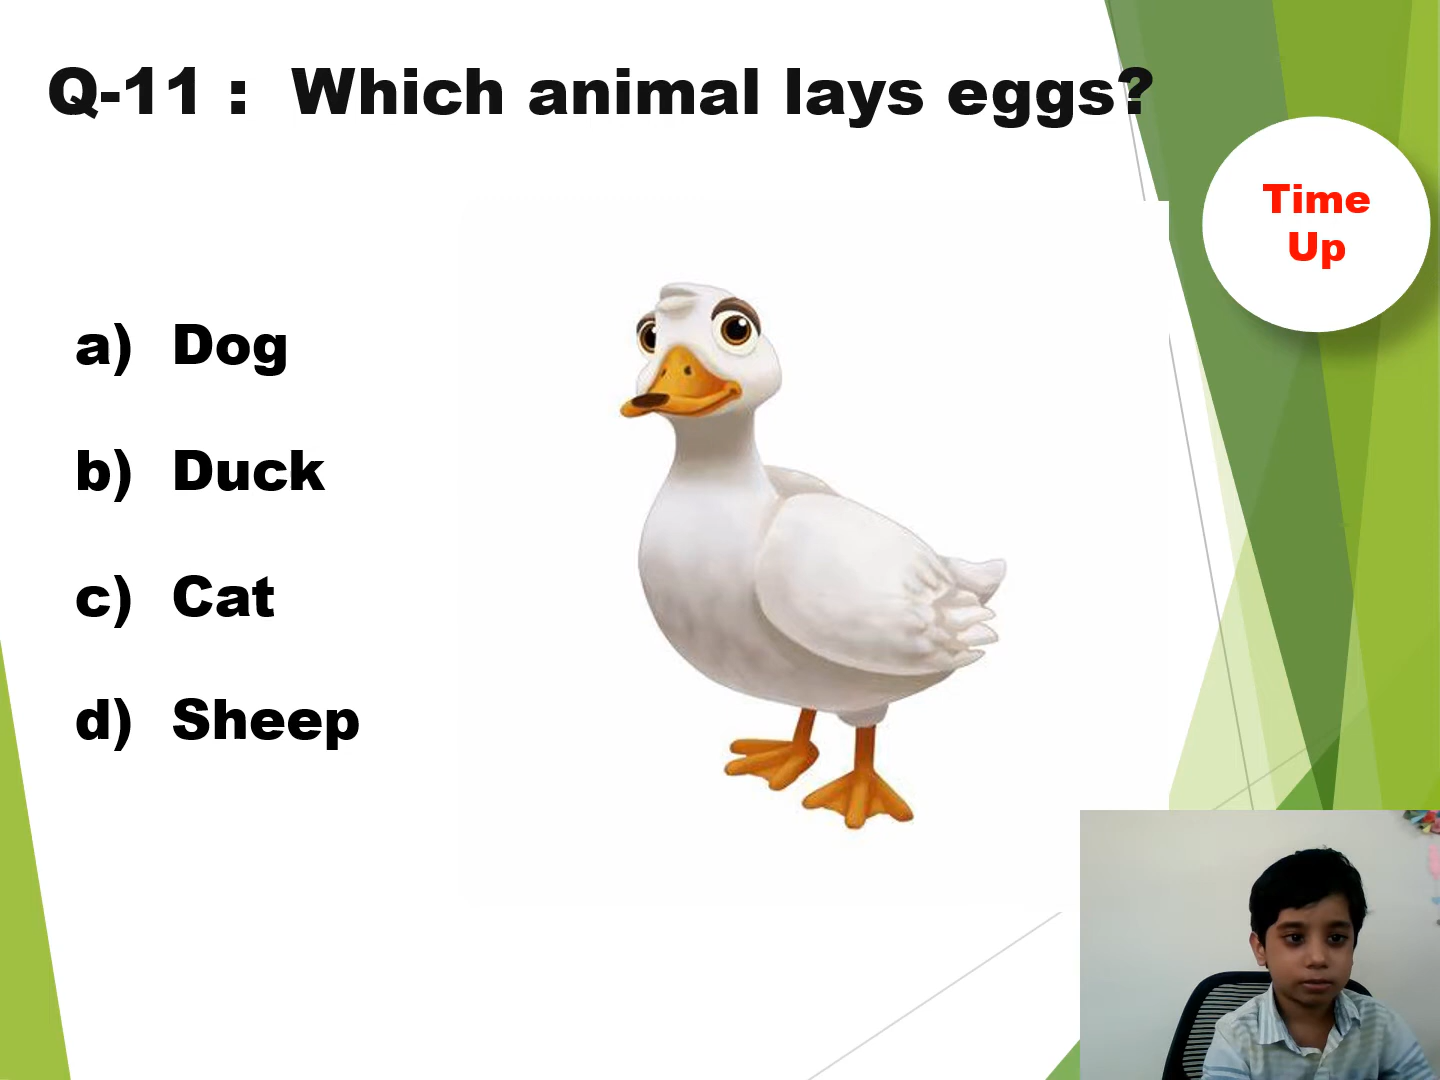 Q-11 : Which animal lays eggs?
Time
Up
a) Dog
b) Duck
c) Cat
d) Sheep